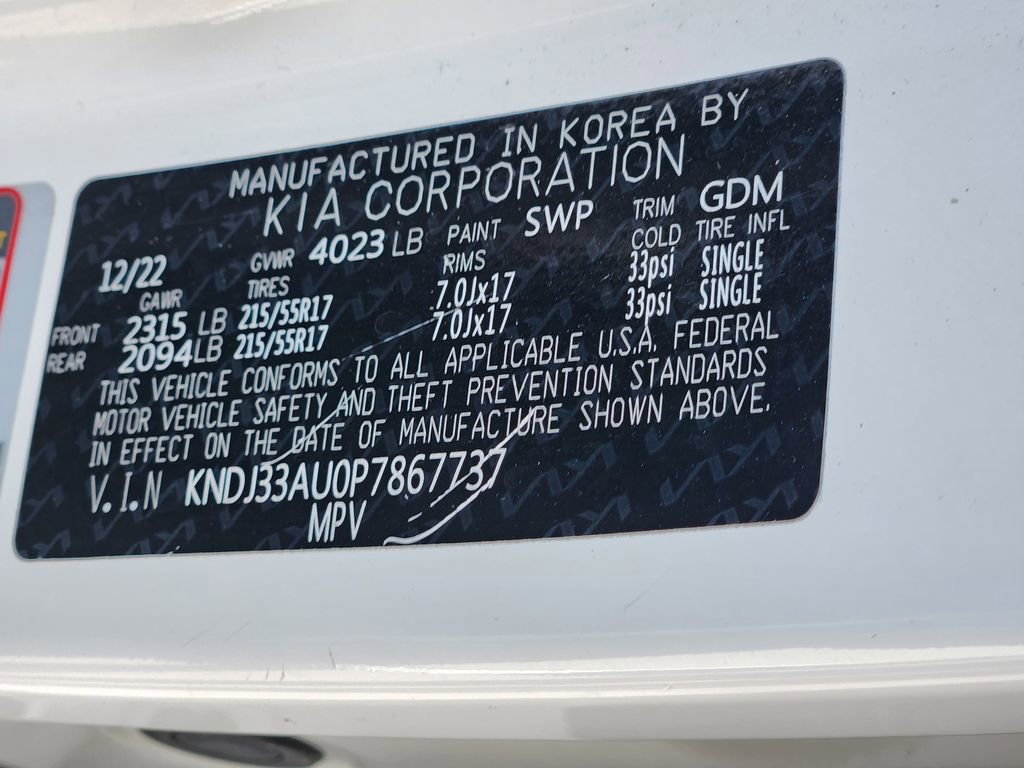 MANUFACTURED IN KOREA BY
KIA CORPORATION
12/22 GVWR 4023 LB PAINT SWP TRIM GDM
GAWR TIRES RIMS COLD TIRE INFL
FRONT 2315 LB 215/55R17 7.0Jx17 33psi SINGLE
REAR 2094 LB 215/55R17 7.0Jx17 33psi SINGLE
THIS VEHICLE CONFORMS TO ALL APPLICABLE U.S.A. FEDERAL
MOTOR VEHICLE SAFETY AND THEFT PREVENTION STANDARDS
IN EFFECT ON THE DATE OF MANUFACTURE SHOWN ABOVE.
V.I.N KNDJ33AU0P7867737
MPV